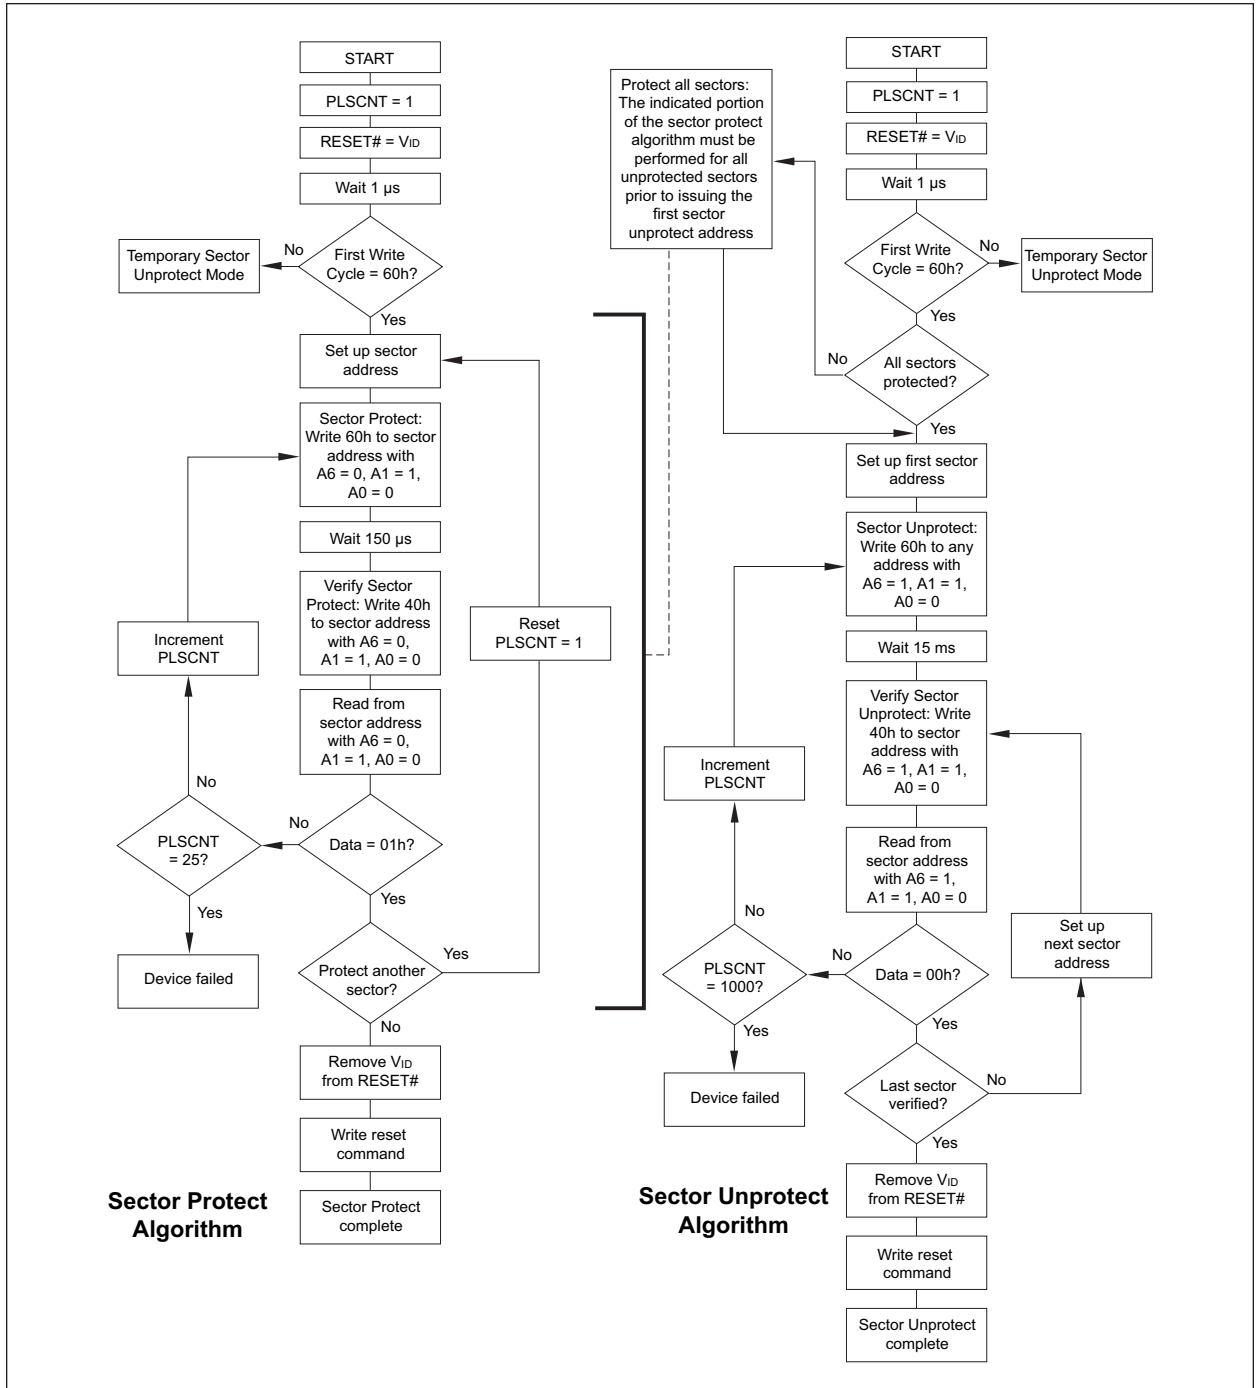 START
PLSCNT = 1
RESET# = VID
Wait 1 µs
First Write
Cycle = 60h?
No
Temporary Sector
Unprotect Mode
Yes
Set up sector
address
Sector Protect:
Write 60h to sector
address with
A6 = 0, A1 = 1,
A0 = 0
Wait 150 µs
Verify Sector
Protect: Write 40h
to sector address
with A6 = 0,
A1 = 1, A0 = 0
Increment
PLSCNT
Reset
PLSCNT = 1
Read from
sector address
with A6 = 0,
A1 = 1, A0 = 0
No
PLSCNT
= 25?
No
Data = 01h?
Yes
Yes
Device failed
Protect another
sector?
Yes
No
Remove VID
from RESET#
Write reset
command
Sector Protect
complete
Sector Protect
Algorithm
Protect all sectors:
The indicated portion
of the sector protect
algorithm must be
performed for all
unprotected sectors
prior to issuing the
first sector
unprotect address
START
PLSCNT = 1
RESET# = VID
Wait 1 µs
First Write
Cycle = 60h?
No
Temporary Sector
Unprotect Mode
Yes
No
All sectors
protected?
Yes
Set up first sector
address
Sector Unprotect:
Write 60h to any
address with
A6 = 1, A1 = 1,
A0 = 0
Wait 15 ms
Verify Sector
Unprotect: Write
40h to sector
address with
A6 = 1, A1 = 1,
A0 = 0
Increment
PLSCNT
Read from
sector address
with A6 = 1,
A1 = 1, A0 = 0
No
Set up
next sector
address
PLSCNT
= 1000?
No
Data = 00h?
Yes
Yes
Device failed
Last sector
verified?
No
Yes
Remove VID
from RESET#
Write reset
command
Sector Unprotect
complete
Sector Unprotect
Algorithm